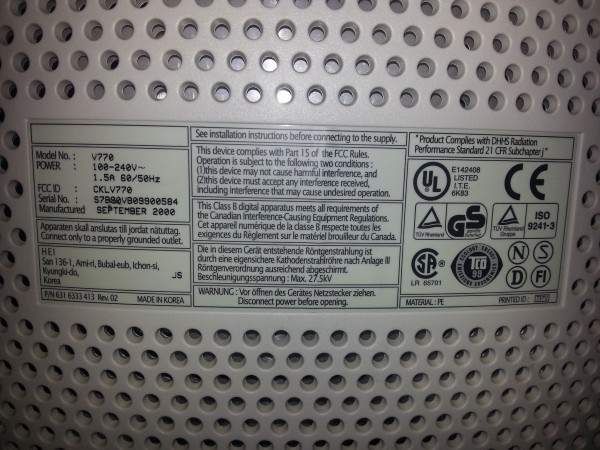 Model No. : V770
POWER : 100-240V~
1.5A 60/50Hz
FCC ID : CKLV770
Serial No. :
Manufactured SEPTEMBER 2000
Apparaten skall anslutas till jordat nätuttag.
Connect only to a properly grounded outlet.
HEI
San 136-1, Ami-ri, Bubal-eub, Ichon-si,
Kyungki-do,
Korea
JS
P/N 631 6333 413 Rev. 02 MADE IN KOREA
See installation instructions before connecting to the supply.
This device complies with Part 15 of the FCC Rules.
Operation is subject to the following two conditions :
(1)this device may not cause harmful interference, and
(2)this device must accept any interference received,
including interference that may cause undesired operation.
This Class B digital apparatus meets all requirements of
the Canadian Interference-Causing Equipment Regulations.
Cet appareil numérique de la classe B respecte toutes les
exigences du Règlement sur le matériel brouilleur du Canada.
Die in diesem Gerät entstehende Röntgenstrahlung ist
durch eine eigensichere Kathodenstrahlröhre nach Anlage III
Röntgenverordnung ausreichend abgeschirmt.
Beschleunigungsspannung : Max. 27.5kV
WARNUNG : Vor öffnen des Gerätes Netzstecker ziehen.
Disconnect power before opening.
" Product Complies with DHHS Radiation
Performance Standard 21 CFR Subchapter j "
UL
E142408
LISTED
I.T.E.
6K83
CE
TÜV Rheinland
GS
TÜV Rheinland
Gruppe
ISO
9241-3
LR 65701
TCO
99
N
S
D
FI
MATERIAL : PE PRINTED ID :